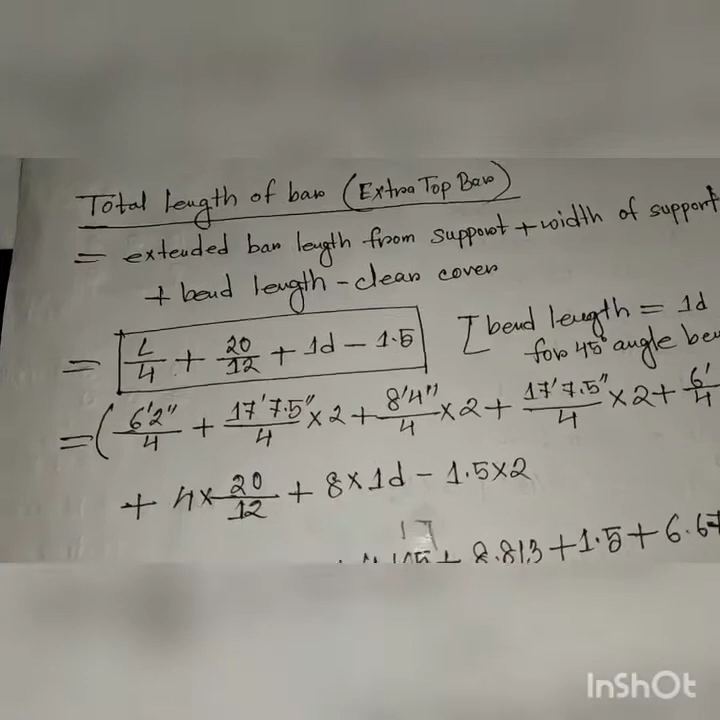 Total length of bar (Extra Top Bar)
= extended bar length from support + width of support
+ bend length - clear cover
= L/4 + 20/12 + 1d - 1.5 [bend length = 1d
for 45° angle
= (6'2"/4 + 17'7.5"/4 × 2 + 8'4"/4 × 2 + 17'7.5"/4 × 2 + 6'/4
+ 4 × 20/12 + 8 × 1d - 1.5 × 2
+ 8.813 + 1.5 + 6.67
InShOt